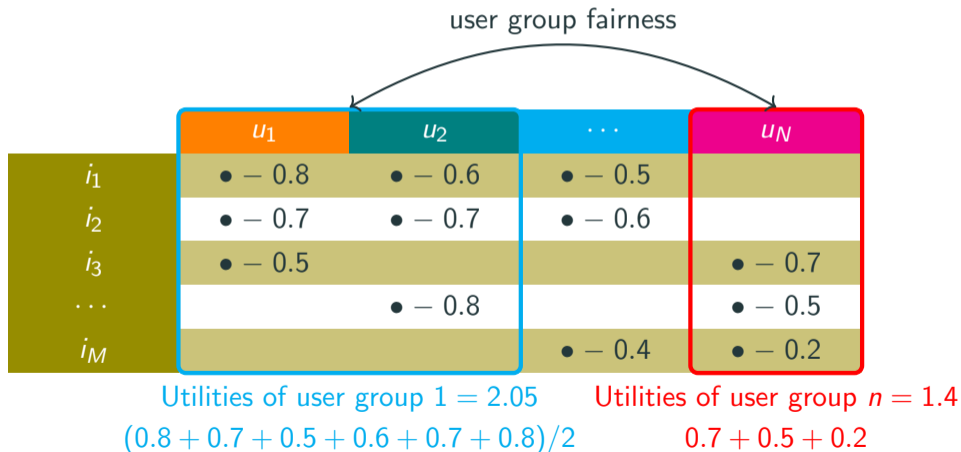 user group fairness
u₁ u₂ ⋯ u_N
i₁ • – 0.8 • – 0.6 • – 0.5
i₂ • – 0.7 • – 0.7 • – 0.6
i₃ • – 0.5 • – 0.7
⋯ • – 0.8 • – 0.5
i_M • – 0.4 • – 0.2
Utilities of user group 1 = 2.05 Utilities of user group n = 1.4
(0.8 + 0.7 + 0.5 + 0.6 + 0.7 + 0.8)/2 0.7 + 0.5 + 0.2